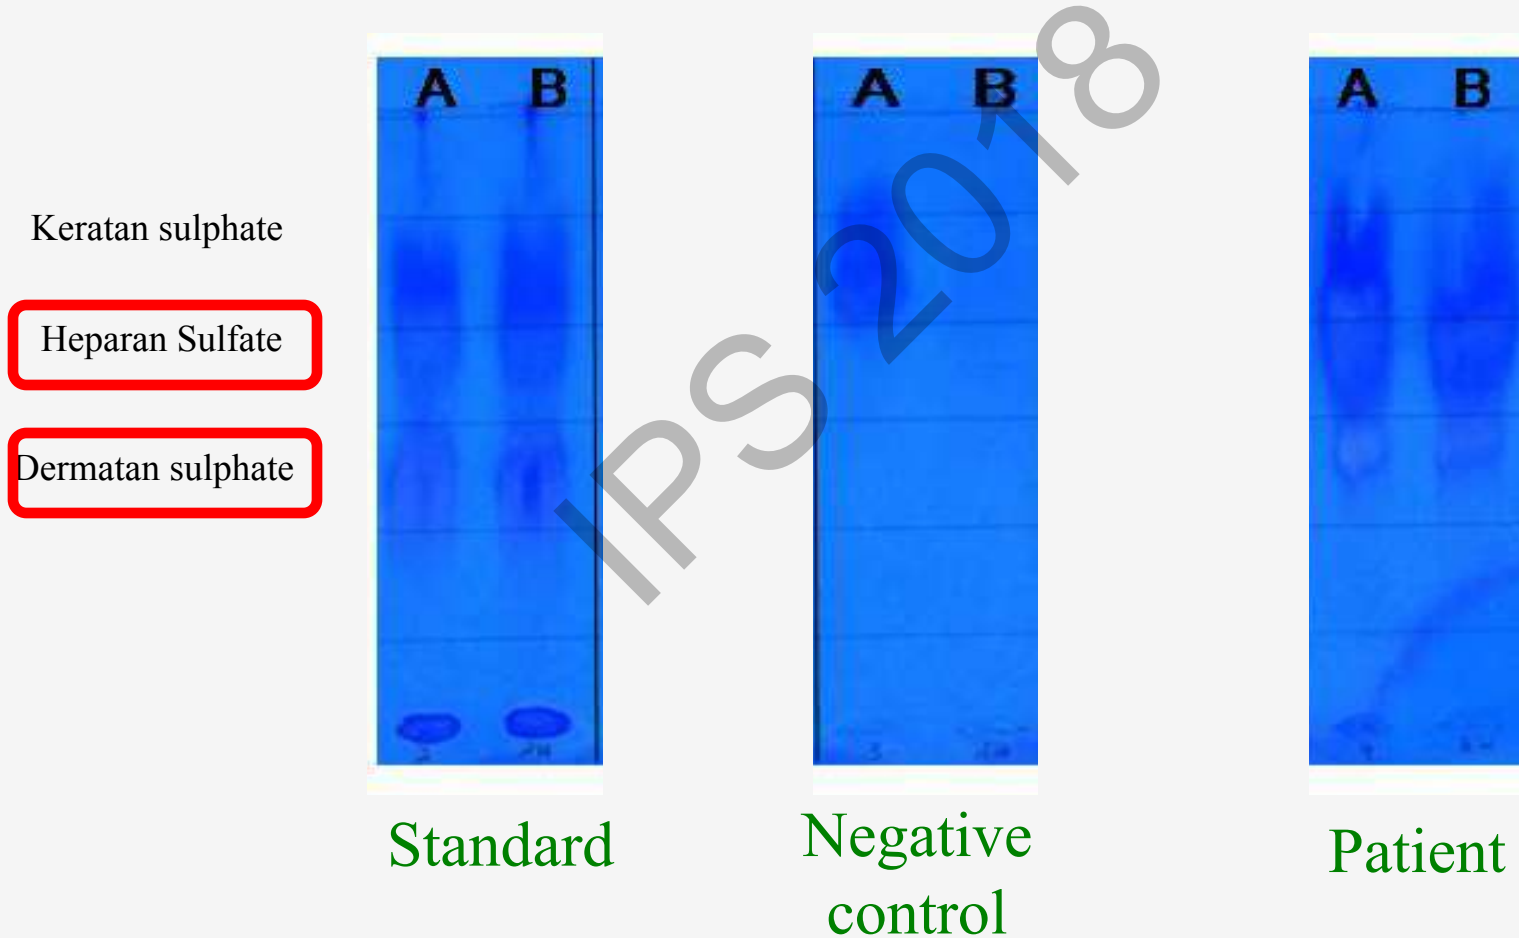 A B
A B
A B
Keratan sulphate
Heparan Sulfate
Dermatan sulphate
IPS 2018
Standard
Negative
control
Patient